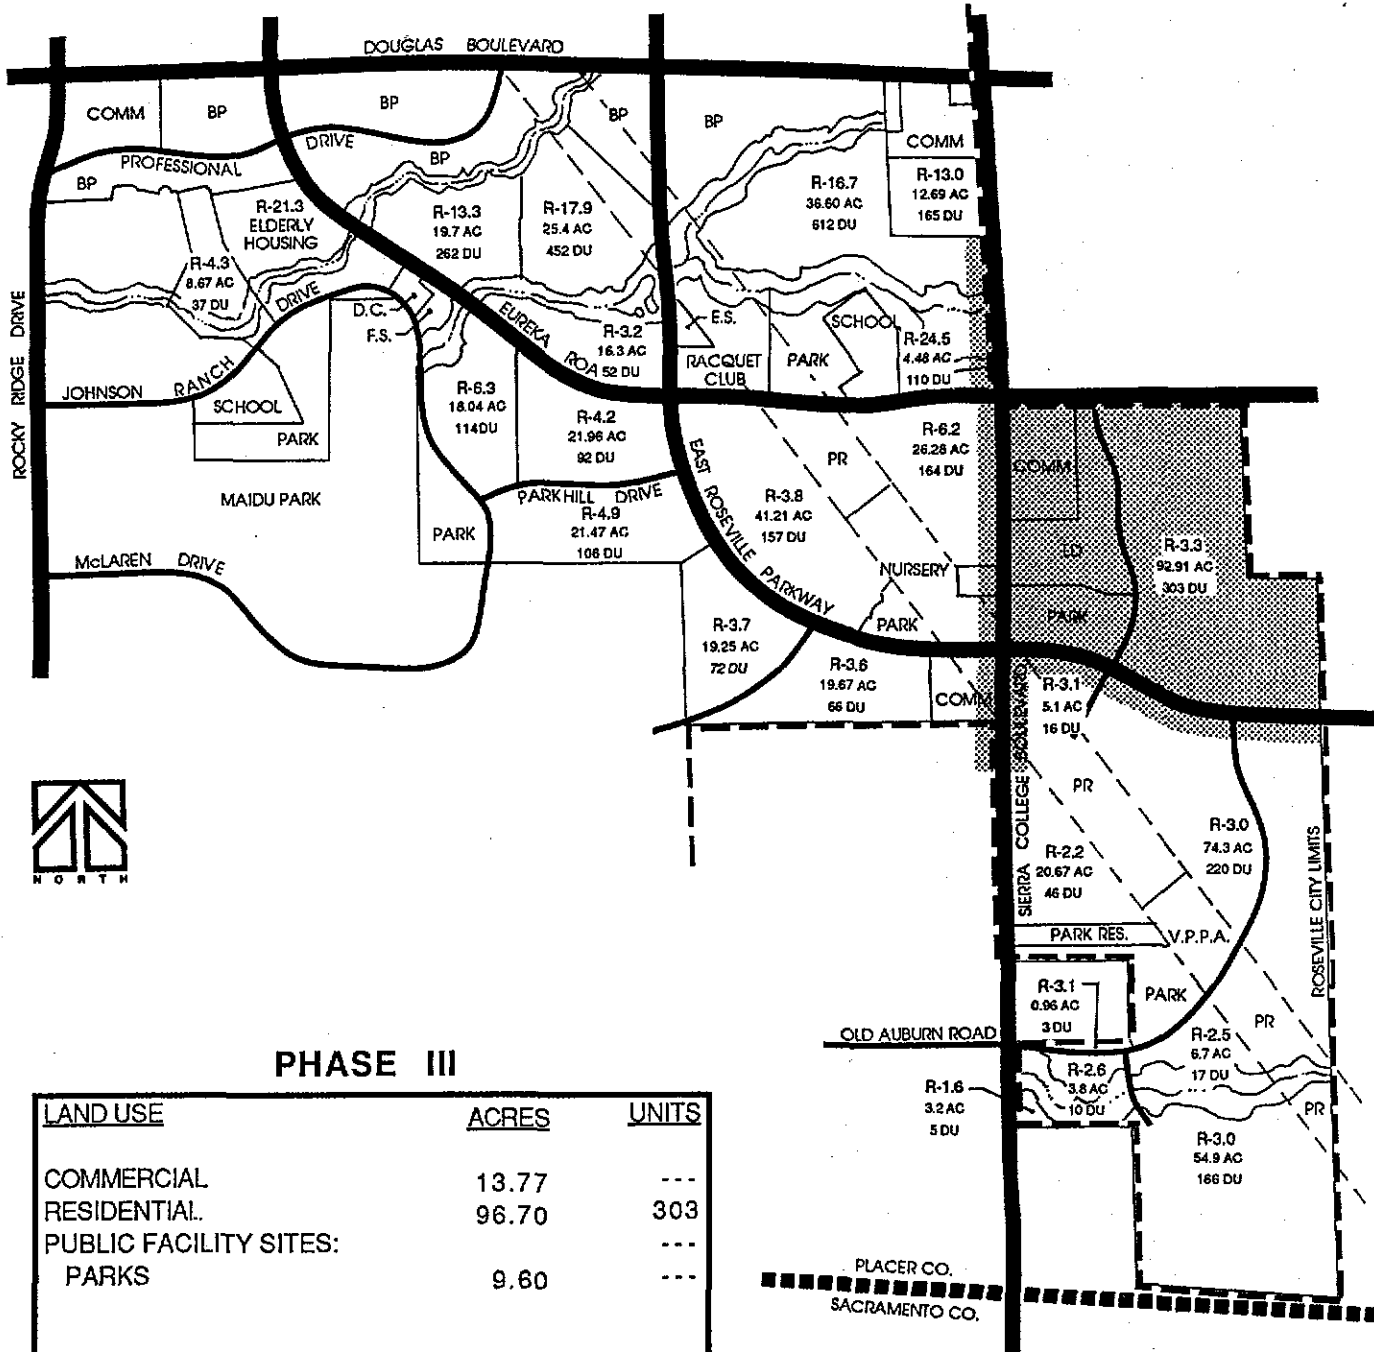 DOUGLAS BOULEVARD
COMM
BP
BP
BP
BP
PROFESSIONAL DRIVE
BP
BP
COMM
R-21.3
ELDERLY
HOUSING
R-13.3
19.7 AC
262 DU
R-17.9
25.4 AC
452 DU
R-16.7
36.60 AC
612 DU
R-13.0
12.69 AC
165 DU
R-4.3
8.67 AC
37 DU
ROCKY RIDGE DRIVE
JOHNSON RANCH DRIVE
D.C.
F.S.
EUREKA ROA
R-3.2
16.3 AC
52 DU
E.S.
RACQUET
CLUB
PARK
SCHOOL
R-24.5
4.48 AC
110 DU
SCHOOL
PARK
R-6.3
18.04 AC
114DU
R-4.2
21.96 AC
92 DU
R-6.2
26.28 AC
164 DU
COMM
MAIDU PARK
PARK
PARK HILL DRIVE
R-4.9
21.47 AC
106 DU
EAST ROSEVILLE PARKWAY
PR
R-3.8
41.21 AC
157 DU
LD
R-3.3
92.91 AC
303 DU
McLAREN DRIVE
NURSERY
PARK
PARK
R-3.7
19.25 AC
72 DU
R-3.6
19.67 AC
66 DU
COMM
R-3.1
5.1 AC
16 DU
SIERRA COLLEGE BOULEVARD
PR
NORTH
R-2.2
20.67 AC
46 DU
R-3.0
74.3 AC
220 DU
ROSEVILLE CITY LIMITS
PARK RES.
V.P.P.A.
R-3.1
0.96 AC
3 DU
PARK
PR
OLD AUBURN ROAD
R-2.5
6.7 AC
17 DU
R-2.6
3.8 AC
10 DU
R-1.6
3.2 AC
5 DU
PR
R-3.0
54.9 AC
166 DU
PLACER CO.
SACRAMENTO CO.
PHASE III
LAND USE ACRES UNITS
COMMERCIAL 13.77 ---
RESIDENTIAL. 96.70 303
PUBLIC FACILITY SITES: ---
PARKS 9.60 ---